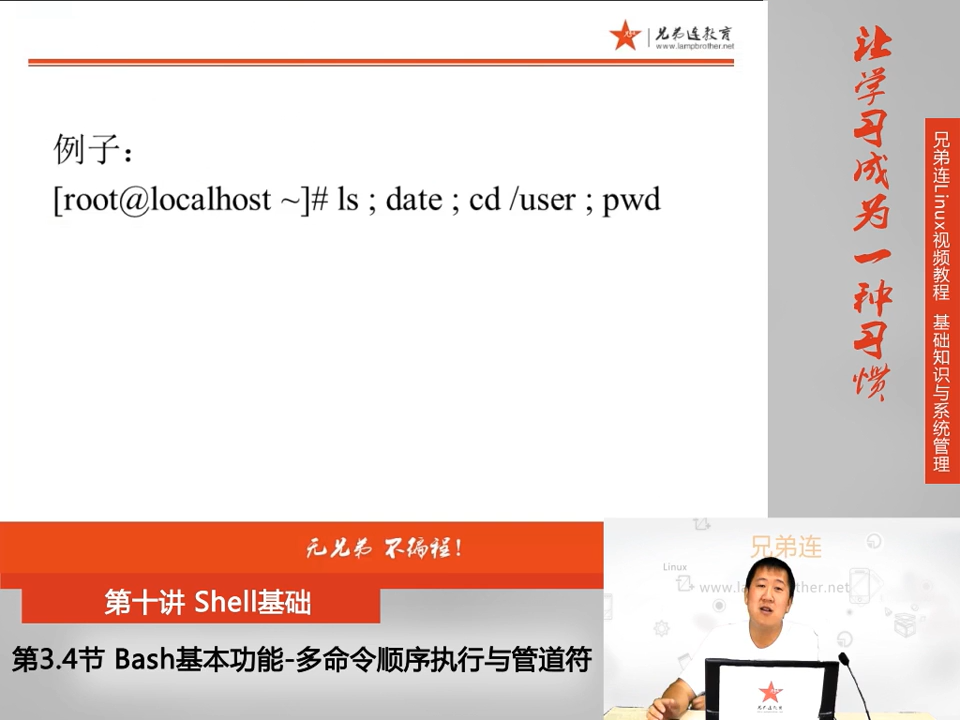 兄弟连教育
www.lampbrother.net
例子：
[root@localhost ~]# ls ; date ; cd /user ; pwd
让学习成为一种习惯
兄弟连Linux视频教程 基础知识与系统管理
无兄弟 不编程！
第十讲 Shell基础
第3.4节 Bash基本功能-多命令顺序执行与管道符
兄弟连
Linux